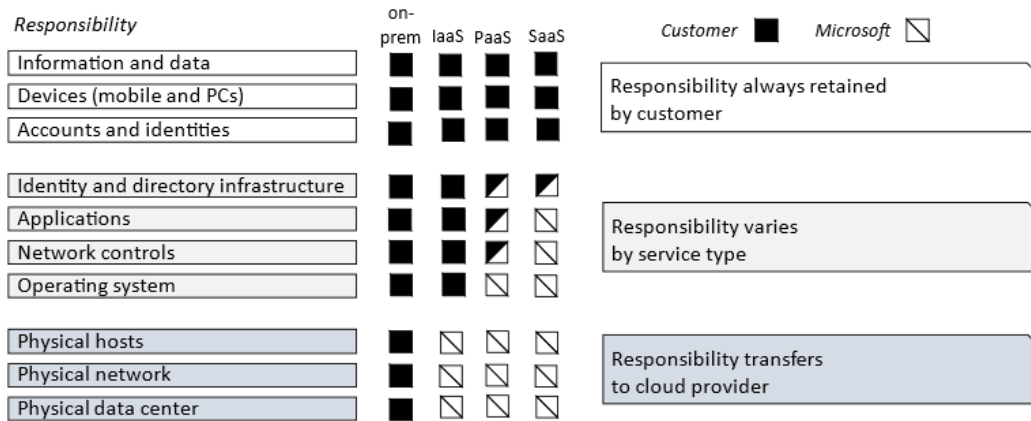 Responsibility
on-
prem IaaS PaaS SaaS
Customer Microsoft
Information and data
Devices (mobile and PCs)
Accounts and identities
Responsibility always retained
by customer
Identity and directory infrastructure
Applications
Network controls
Operating system
Responsibility varies
by service type
Physical hosts
Physical network
Physical data center
Responsibility transfers
to cloud provider